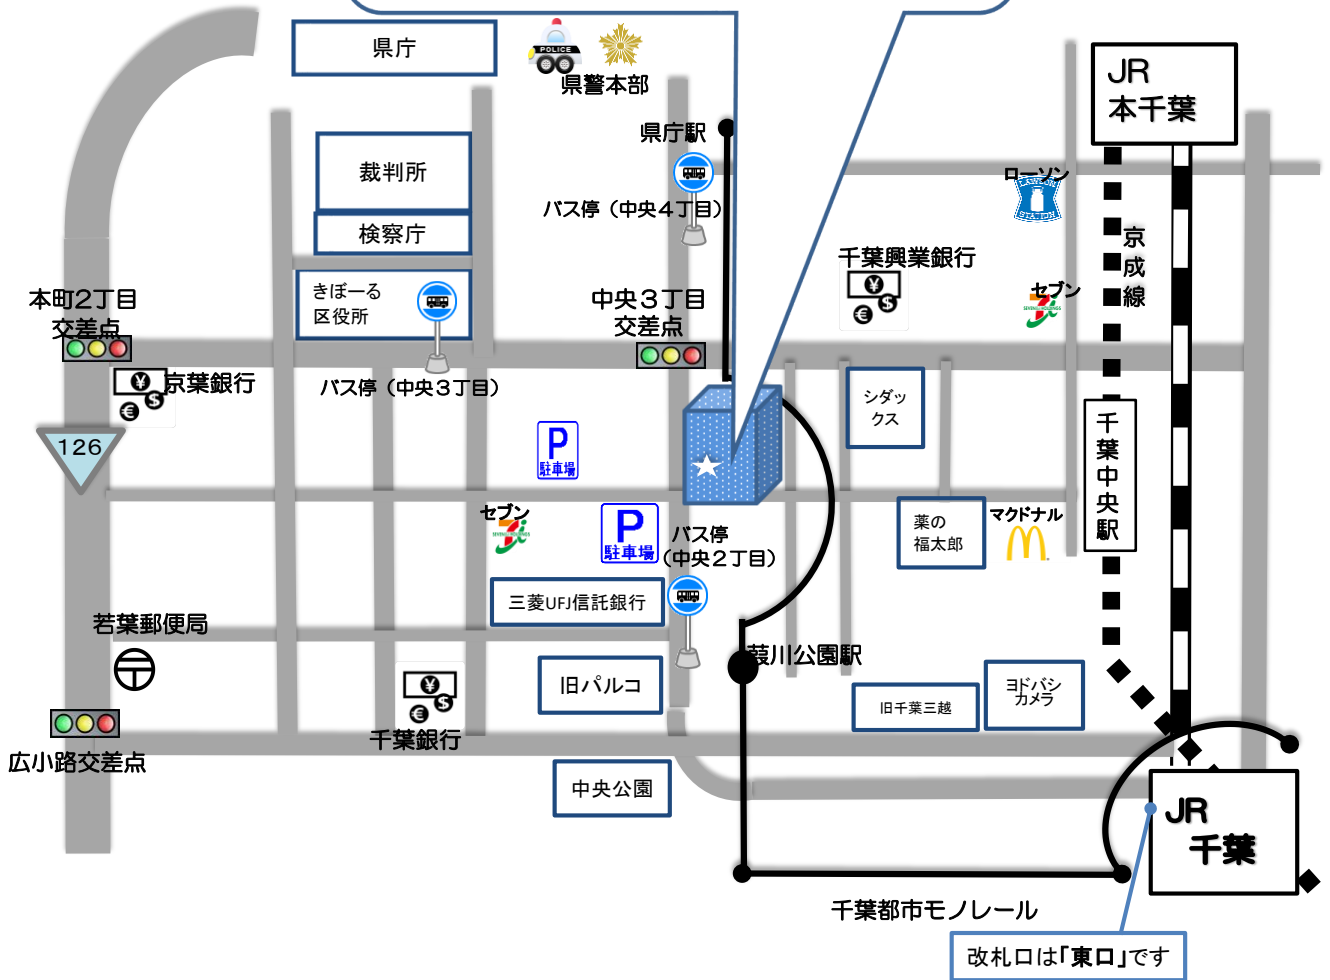 県庁
POLICE
県警本部
JR
本千葉
県庁駅
裁判所
ローソン
LAWSON
STATION
バス停（中央４丁目）
検察庁
京成線
千葉興業銀行
きぼーる
区役所
セブン
本町２丁目
交差点
中央３丁目
交差点
京葉銀行
バス停（中央３丁目）
シダッ
クス
千葉中央駅
126
P
駐車場
セブン
P
駐車場
バス停
（中央２丁目）
薬の
福太郎
マクドナル
三菱UFJ信託銀行
若葉郵便局
葭川公園駅
旧パルコ
ヨドバシ
カメラ
旧千葉三越
千葉銀行
広小路交差点
中央公園
JR
千葉
千葉都市モノレール
改札口は「東口」です